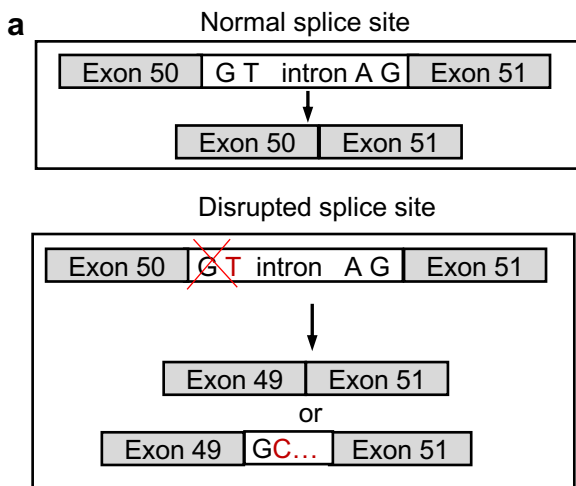 a
Normal splice site
Exon 50 G T intron A G Exon 51
Exon 50 Exon 51
Disrupted splice site
Exon 50 G T intron A G Exon 51
Exon 49 Exon 51
or
Exon 49 GC... Exon 51